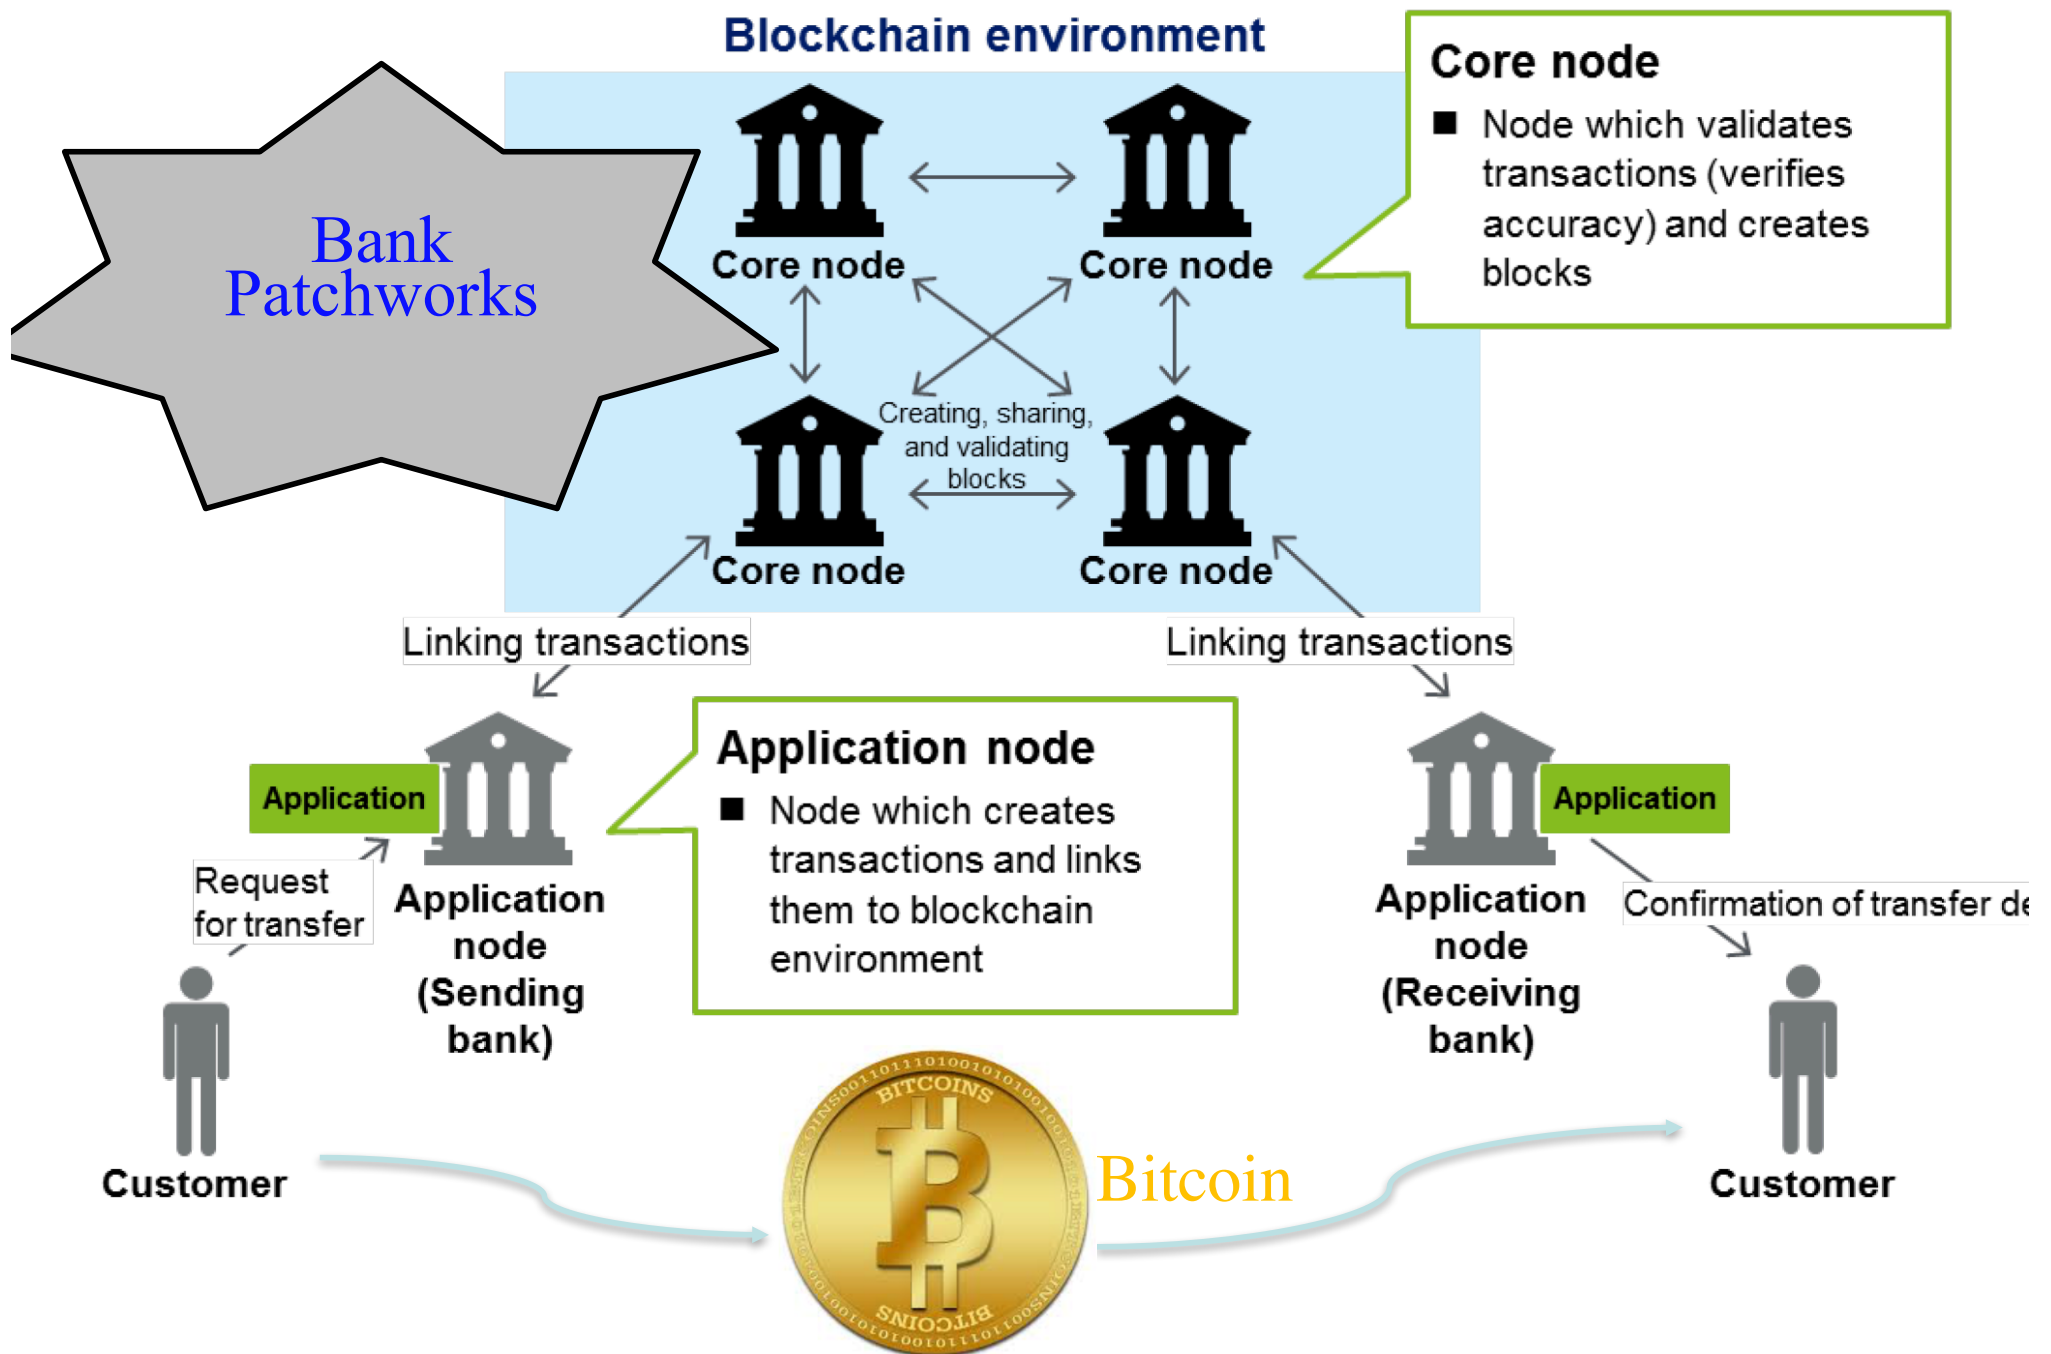 Blockchain environment
Bank
Patchworks
Core node
Core node
Core node
■ Node which validates
transactions (verifies
accuracy) and creates
blocks
Creating, sharing,
and validating
blocks
Core node
Core node
Linking transactions
Linking transactions
Application
Application node
■ Node which creates
transactions and links
them to blockchain
environment
Application
Request
for transfer
Application
node
(Sending
bank)
Application
node
(Receiving
bank)
Confirmation of transfer
Customer
BITCOINS
BITCOINS
Bitcoin
Customer